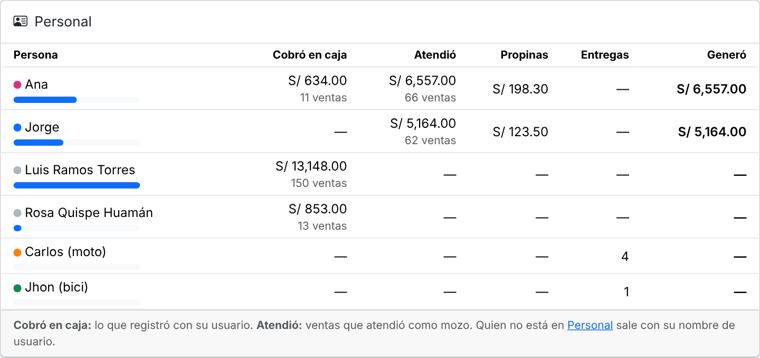 Personal
Persona Cobró en caja Atendió Propinas Entregas Generó
Ana S/ 634.00 S/ 6,557.00 S/ 198.30 — S/ 6,557.00
11 ventas 66 ventas
Jorge — S/ 5,164.00 S/ 123.50 — S/ 5,164.00
62 ventas
Luis Ramos Torres S/ 13,148.00 — — — —
150 ventas
Rosa Quispe Huamán S/ 853.00 — — — —
13 ventas
Carlos (moto) — — — 4 —
Jhon (bici) — — — 1 —
Cobró en caja: lo que registró con su usuario. Atendió: ventas que atendió como mozo. Quien no está en Personal sale con su nombre de
usuario.